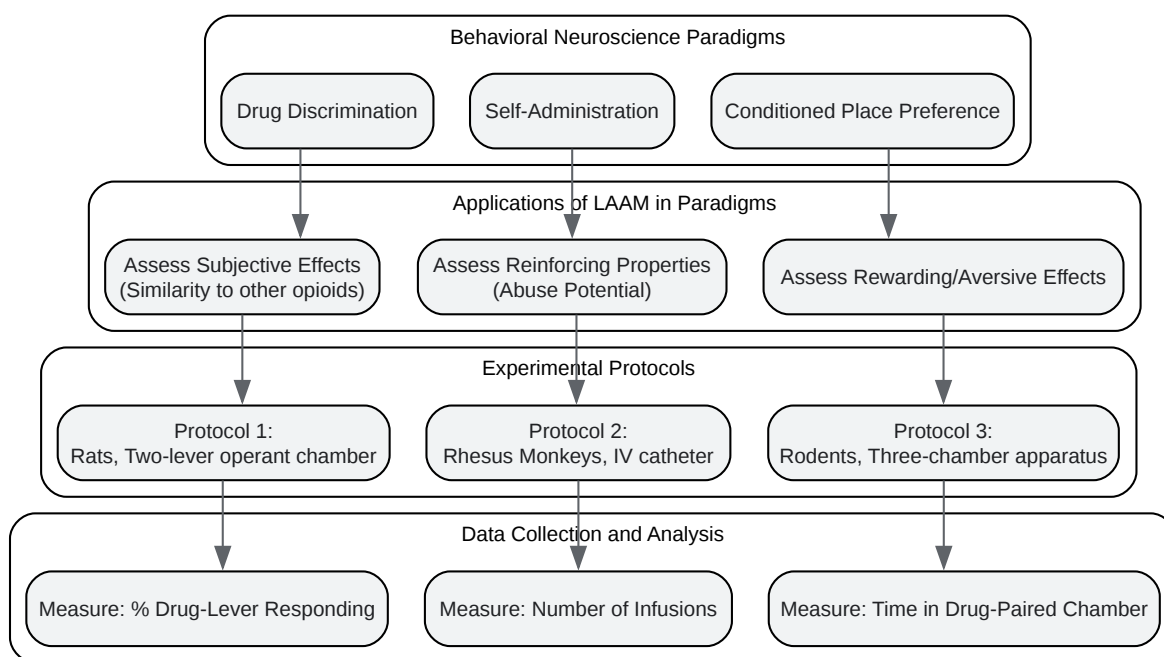 Behavioral Neuroscience Paradigms
Drug Discrimination
Self-Administration
Conditioned Place Preference
Applications of LAAM in Paradigms
Assess Subjective Effects
(Similarity to other opioids)
Assess Reinforcing Properties
(Abuse Potential)
Assess Rewarding/Aversive Effects
Experimental Protocols
Protocol 1:
Rats, Two-lever operant chamber
Protocol 2:
Rhesus Monkeys, IV catheter
Protocol 3:
Rodents, Three-chamber apparatus
Data Collection and Analysis
Measure: % Drug-Lever Responding
Measure: Number of Infusions
Measure: Time in Drug-Paired Chamber